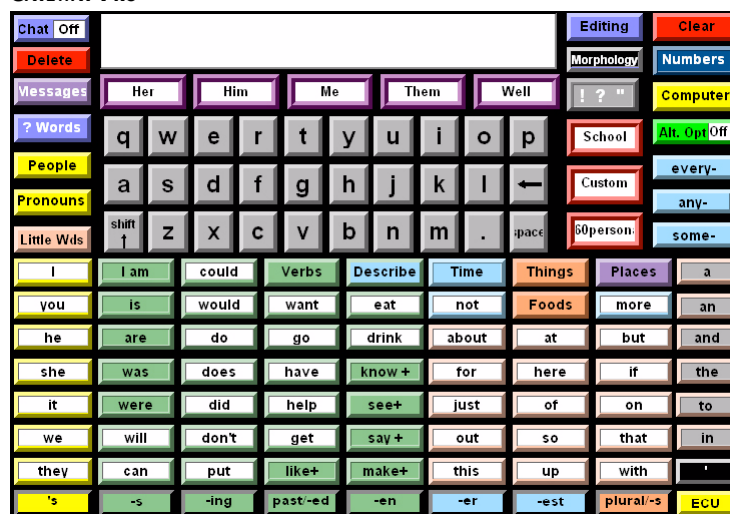 Chat Off Editing Clear
Delete Morphology Numbers
Messages Her Him Me Them Well ! ? " Computer
? Words q w e r t y u i o p School Alt. Opt Off
People every-
a s d f g h j k l ← Custom
Pronouns any-
shift ↑ z x c v b n m . space 60person
Little Wds some-
I I am could Verbs Describe Time Things Places a
you is would want eat not Foods more an
he are do go drink about at but and
she was does have know + for here if the
it were did help see+ just of on to
we will don't get say + out so that in
they can put like+ make+ this up with '
's -s -ing past/-ed -en -er -est plural/-s ECU